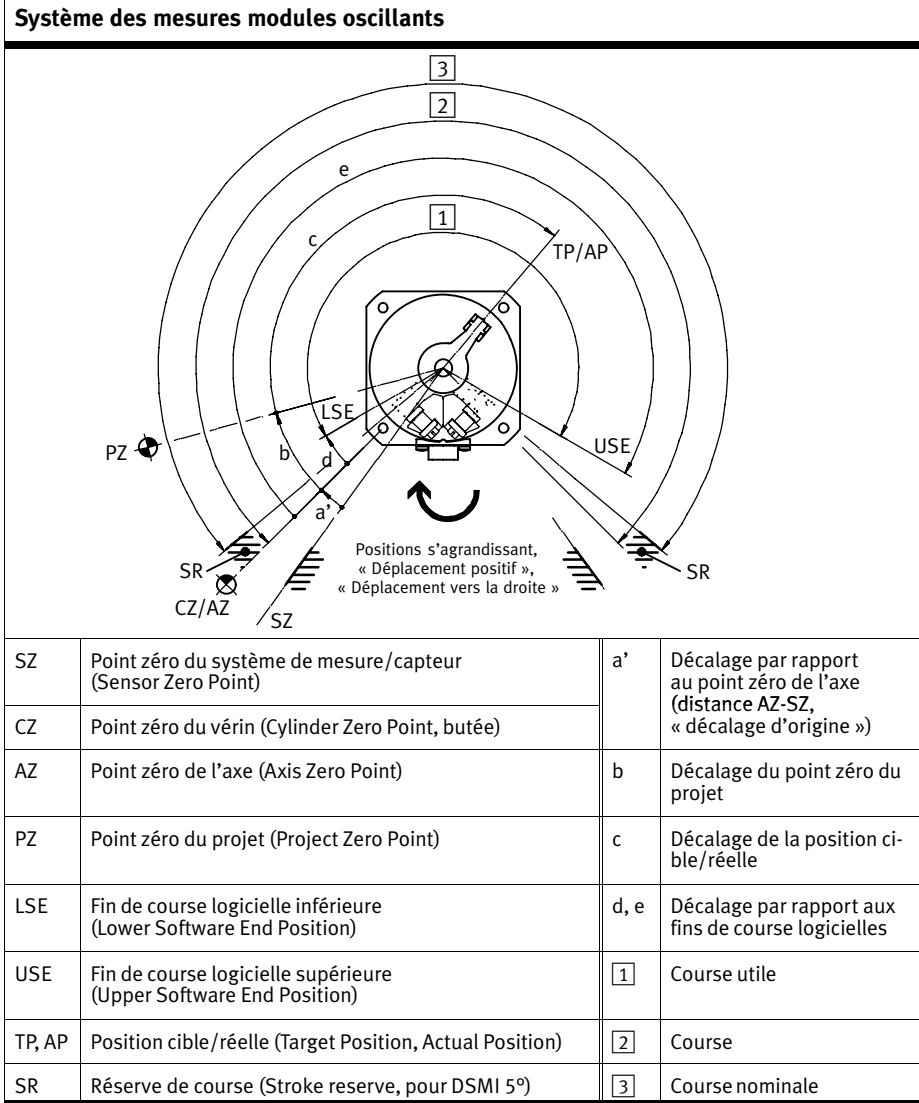 Système des mesures modules oscillants
3
2
e
1
c
TP/AP
LSE
USE
PZ
b
d
a’
Positions s’agrandissant,
« Déplacement positif »,
« Déplacement vers la droite »
SR
SR
CZ/AZ
SZ
SZ
Point zéro du système de mesure/capteur
(Sensor Zero Point)
a’
Décalage par rapport
au point zéro de l’axe
(distance AZ-SZ,
« décalage d’origine »)
CZ
Point zéro du vérin (Cylinder Zero Point, butée)
AZ
Point zéro de l’axe (Axis Zero Point)
b
Décalage du point zéro du
projet
PZ
Point zéro du projet (Project Zero Point)
c
Décalage de la position ci-
ble/réelle
LSE
Fin de course logicielle inférieure
(Lower Software End Position)
d, e
Décalage par rapport aux
fins de course logicielles
USE
Fin de course logicielle supérieure
(Upper Software End Position)
1
Course utile
TP, AP
Position cible/réelle (Target Position, Actual Position)
2
Course
SR
Réserve de course (Stroke reserve, pour DSMI 5°)
3
Course nominale